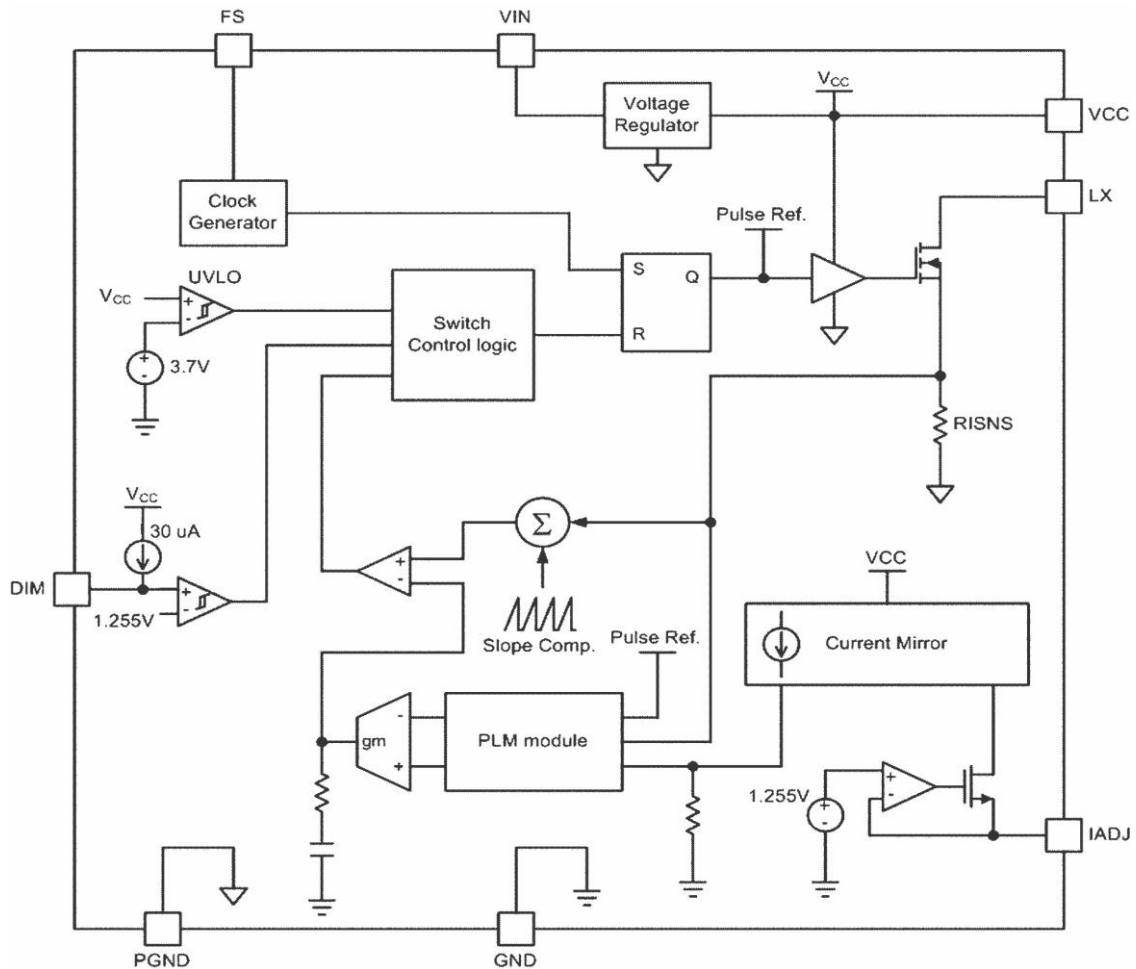 FS
VIN
VCC
Voltage
Regulator
VCC
LX
Clock
Generator
Pulse Ref.
UVLO
S
Q
VCC
+
-
Switch
Control logic
R
+
-
3.7V
RISNS
VCC
30 uA
Σ
+
-
VCC
DIM
+
-
1.255V
Slope Comp.
Pulse Ref.
Current Mirror
-
gm
+
PLM module
1.255V
+
-
+
-
IADJ
PGND
GND